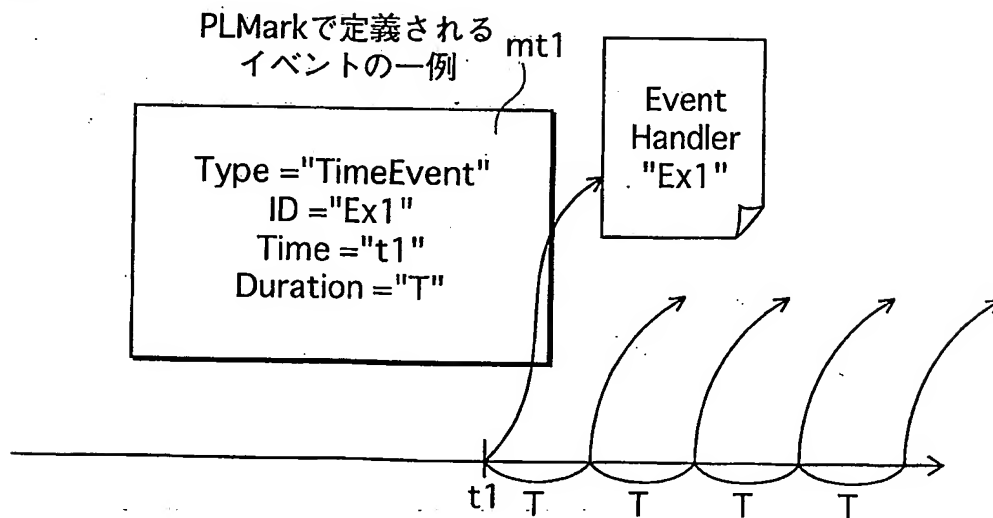 PLMarkで定義される
イベントの一例
mt1
Type ="TimeEvent"
ID ="Ex1"
Time ="t1"
Duration ="T"
Event
Handler
"Ex1"
t1
T
T
T
T